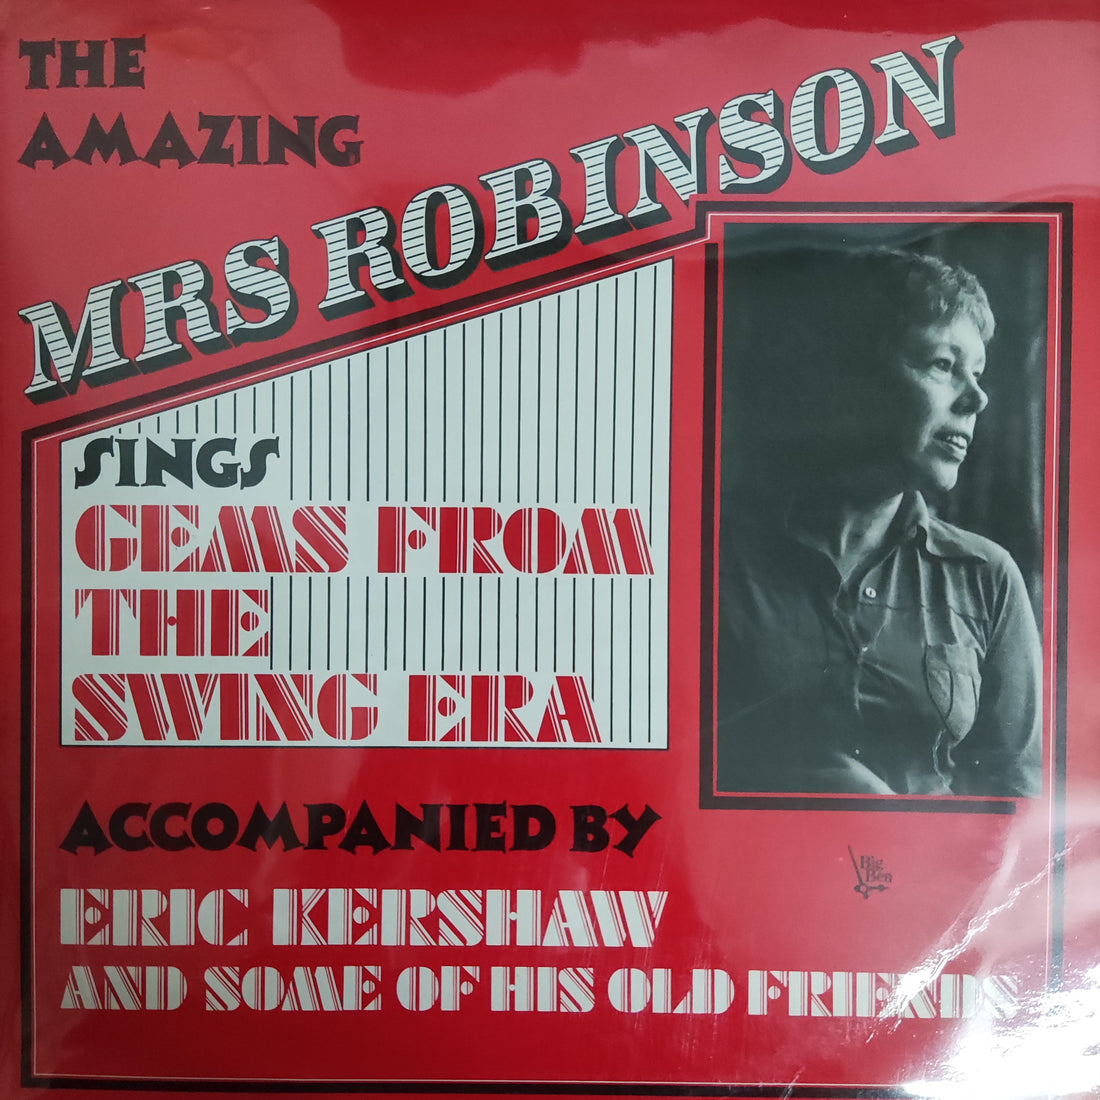 THE
AMAZING
MRS ROBINSON
SINGS
GEMS FROM
THE
SWING ERA
ACCOMPANIED BY
ERIC KERSHAW
AND SOME OF HIS OLD FRIENDS
Big
Ben